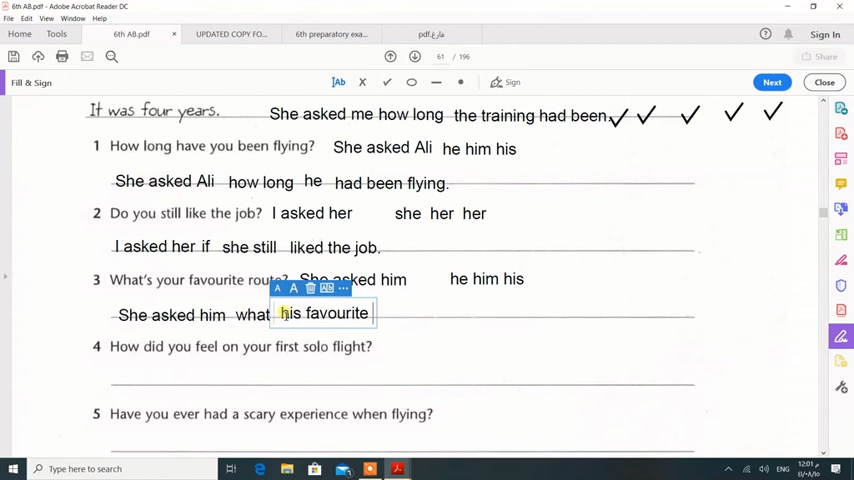 6th AB.pdf - Adobe Acrobat Reader DC
File Edit View Window Help
Home Tools 6th AB.pdf × UPDATED COPY FO... 6th preparatory exa... فارغ.pdf Sign In
61 / 196 Share
Fill & Sign Ab Sign Next Close
It was four years. She asked me how long the training had been.
1 How long have you been flying? She asked Ali he him his
She asked Ali how long he had been flying.
2 Do you still like the job? I asked her she her her
I asked her if she still liked the job.
3 What's your favourite route? She asked him he him his
A A Ab ...
She asked him what his favourite
4 How did you feel on your first solo flight?
5 Have you ever had a scary experience when flying?
Type here to search ENG 12:01 م